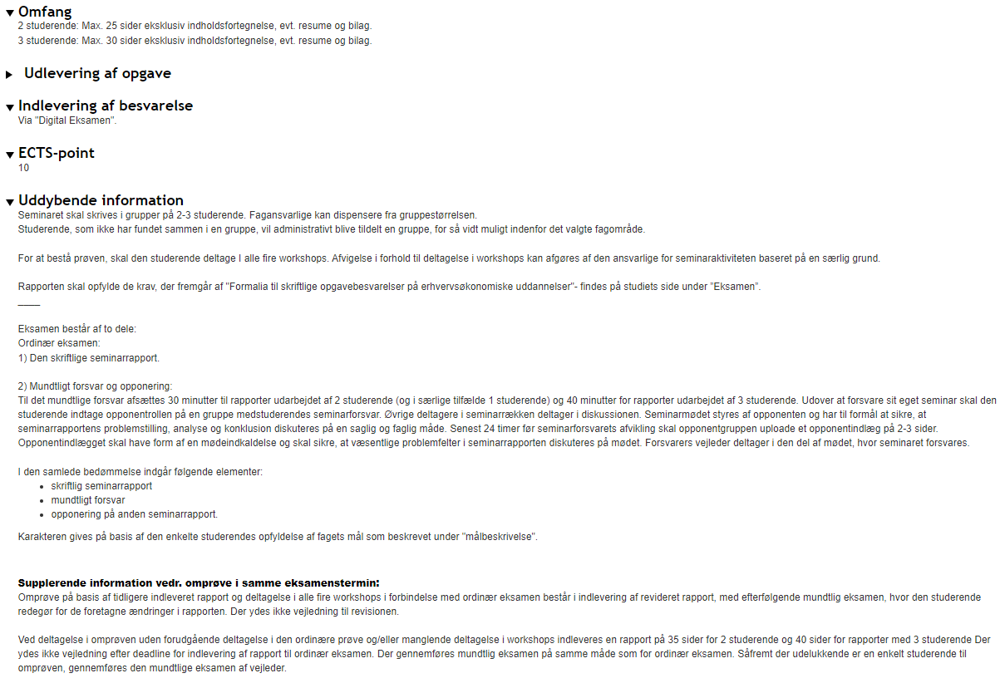 Omfang
2 studerende: Max. 25 sider eksklusiv indholdsfortegnelse, evt. resume og bilag.
3 studerende: Max. 30 sider eksklusiv indholdsfortegnelse, evt. resume og bilag.
Udlevering af opgave
Indlevering af besvarelse
Via "Digital Eksamen".
ECTS-point
10
Uddybende information
Seminaret skal skrives i grupper på 2-3 studerende. Fagansvarlige kan dispensere fra gruppestørrelsen.
Studerende, som ikke har fundet sammen i en gruppe, vil administrativt blive tildelt en gruppe, for så vidt muligt indenfor det valgte fagområde.
For at bestå prøven, skal den studerende deltage I alle fire workshops. Afvigelse i forhold til deltagelse i workshops kan afgøres af den ansvarlige for seminaraktiviteten baseret på en særlig grund.
Rapporten skal opfylde de krav, der fremgår af "Formalia til skriftlige opgavebesvarelser på erhvervsøkonomiske uddannelser"- findes på studiets side under ”Eksamen”.
____
Eksamen består af to dele:
Ordinær eksamen:
1) Den skriftlige seminarrapport.
2) Mundtligt forsvar og opponering:
Til det mundtlige forsvar afsættes 30 minutter til rapporter udarbejdet af 2 studerende (og i særlige tilfælde 1 studerende) og 40 minutter for rapporter udarbejdet af 3 studerende. Udover at forsvare sit eget seminar skal den
studerende indtage opponentrollen på en gruppe medstuderendes seminarforsvar. Øvrige deltagere i seminarrækken deltager i diskussionen. Seminarmødet styres af opponenten og har til formål at sikre, at
seminarrapportens problemstilling, analyse og konklusion diskuteres på en saglig og faglig måde. Senest 24 timer før seminarforsvarets afvikling skal opponentgruppen uploade et opponentindlæg på 2-3 sider.
Opponentindlægget skal have form af en mødeindkaldelse og skal sikre, at væsentlige problemfelter i seminarrapporten diskuteres på mødet. Forsvarers vejleder deltager i den del af mødet, hvor seminaret forsvares.
I den samlede bedømmelse indgår følgende elementer:
• skriftlig seminarrapport
• mundtligt forsvar
• opponering på anden seminarrapport.
Karakteren gives på basis af den enkelte studerendes opfyldelse af fagets mål som beskrevet under "målbeskrivelse".
Supplerende information vedr. omprøve i samme eksamenstermin:
Omprøve på basis af tidligere indleveret rapport og deltagelse i alle fire workshops i forbindelse med ordinær eksamen består i indlevering af revideret rapport, med efterfølgende mundtlig eksamen, hvor den studerende
redegør for de foretagne ændringer i rapporten. Der ydes ikke vejledning til revisionen.
Ved deltagelse i omprøven uden forudgående deltagelse i den ordinære prøve og/eller manglende deltagelse i workshops indleveres en rapport på 35 sider for 2 studerende og 40 sider for rapporter med 3 studerende Der
ydes ikke vejledning efter deadline for indlevering af rapport til ordinær eksamen. Der gennemføres mundtlig eksamen på samme måde som for ordinær eksamen. Såfremt der udelukkende er en enkelt studerende til
omprøven, gennemføres den mundtlige eksamen af vejleder.